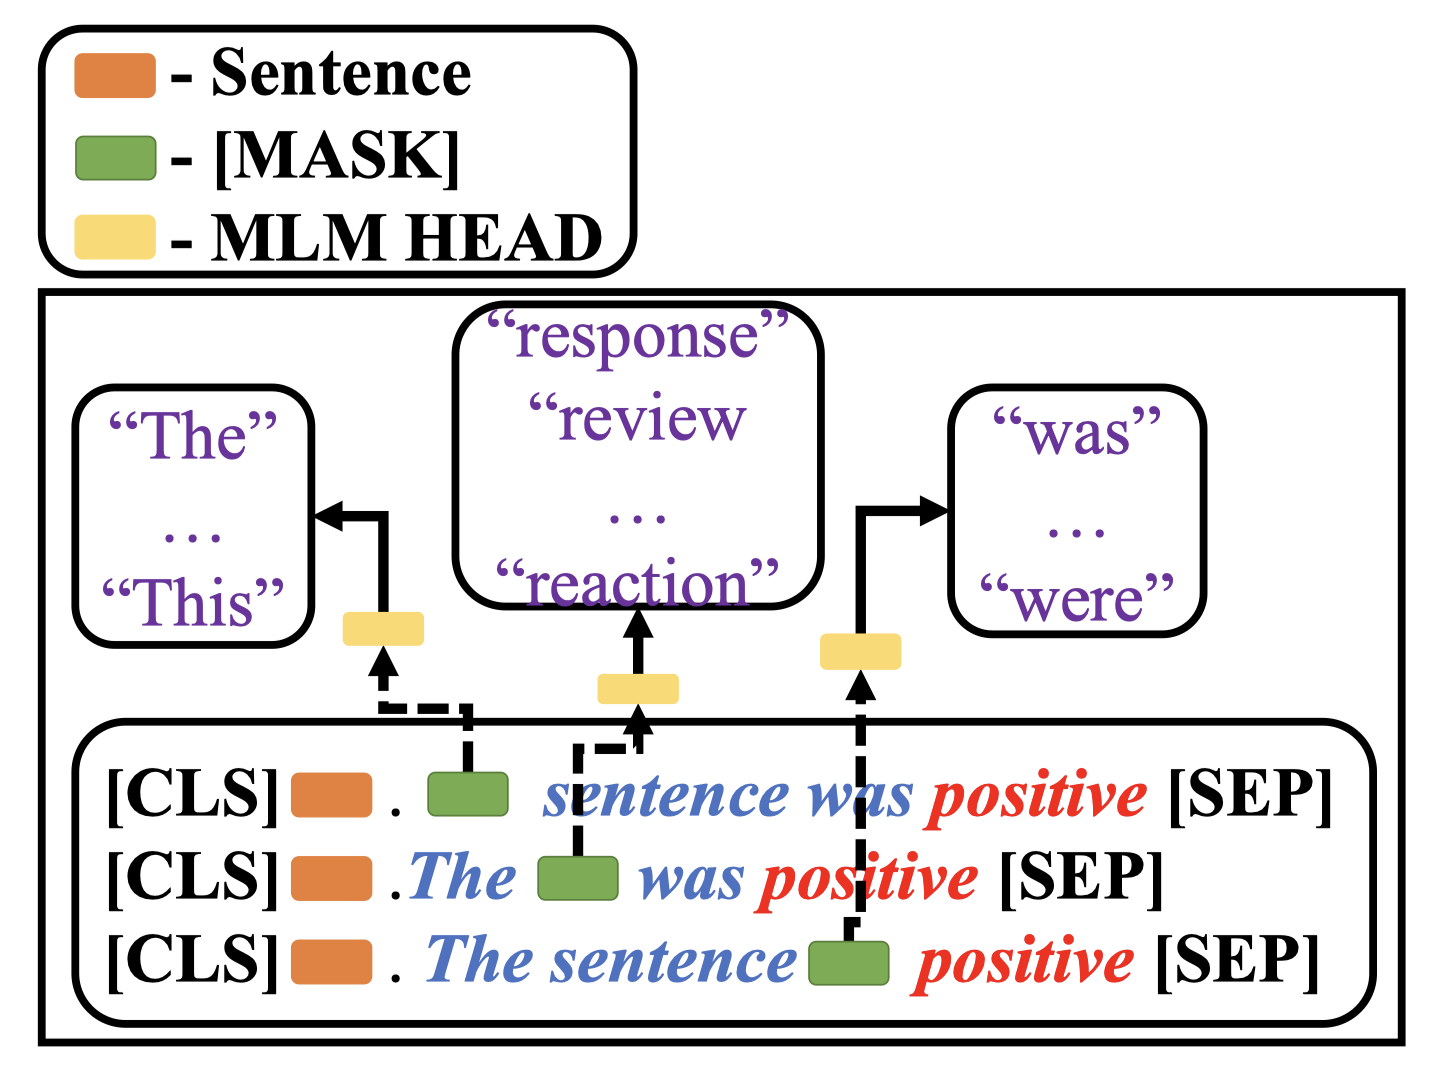 - Sentence
- [MASK]
- MLM HEAD
“response”
“review
…
“reaction”
“The”
…
“This”
“was”
…
“were”
[CLS] . sentence was positive [SEP]
[CLS] . The was positive [SEP]
[CLS] . The sentence positive [SEP]